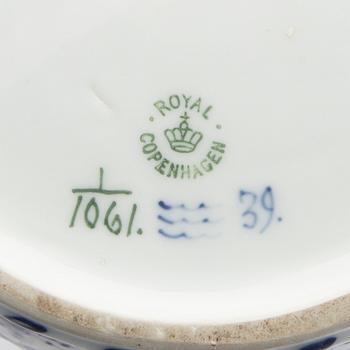 ROYAL
COPENHAGEN
1
1061. 39.